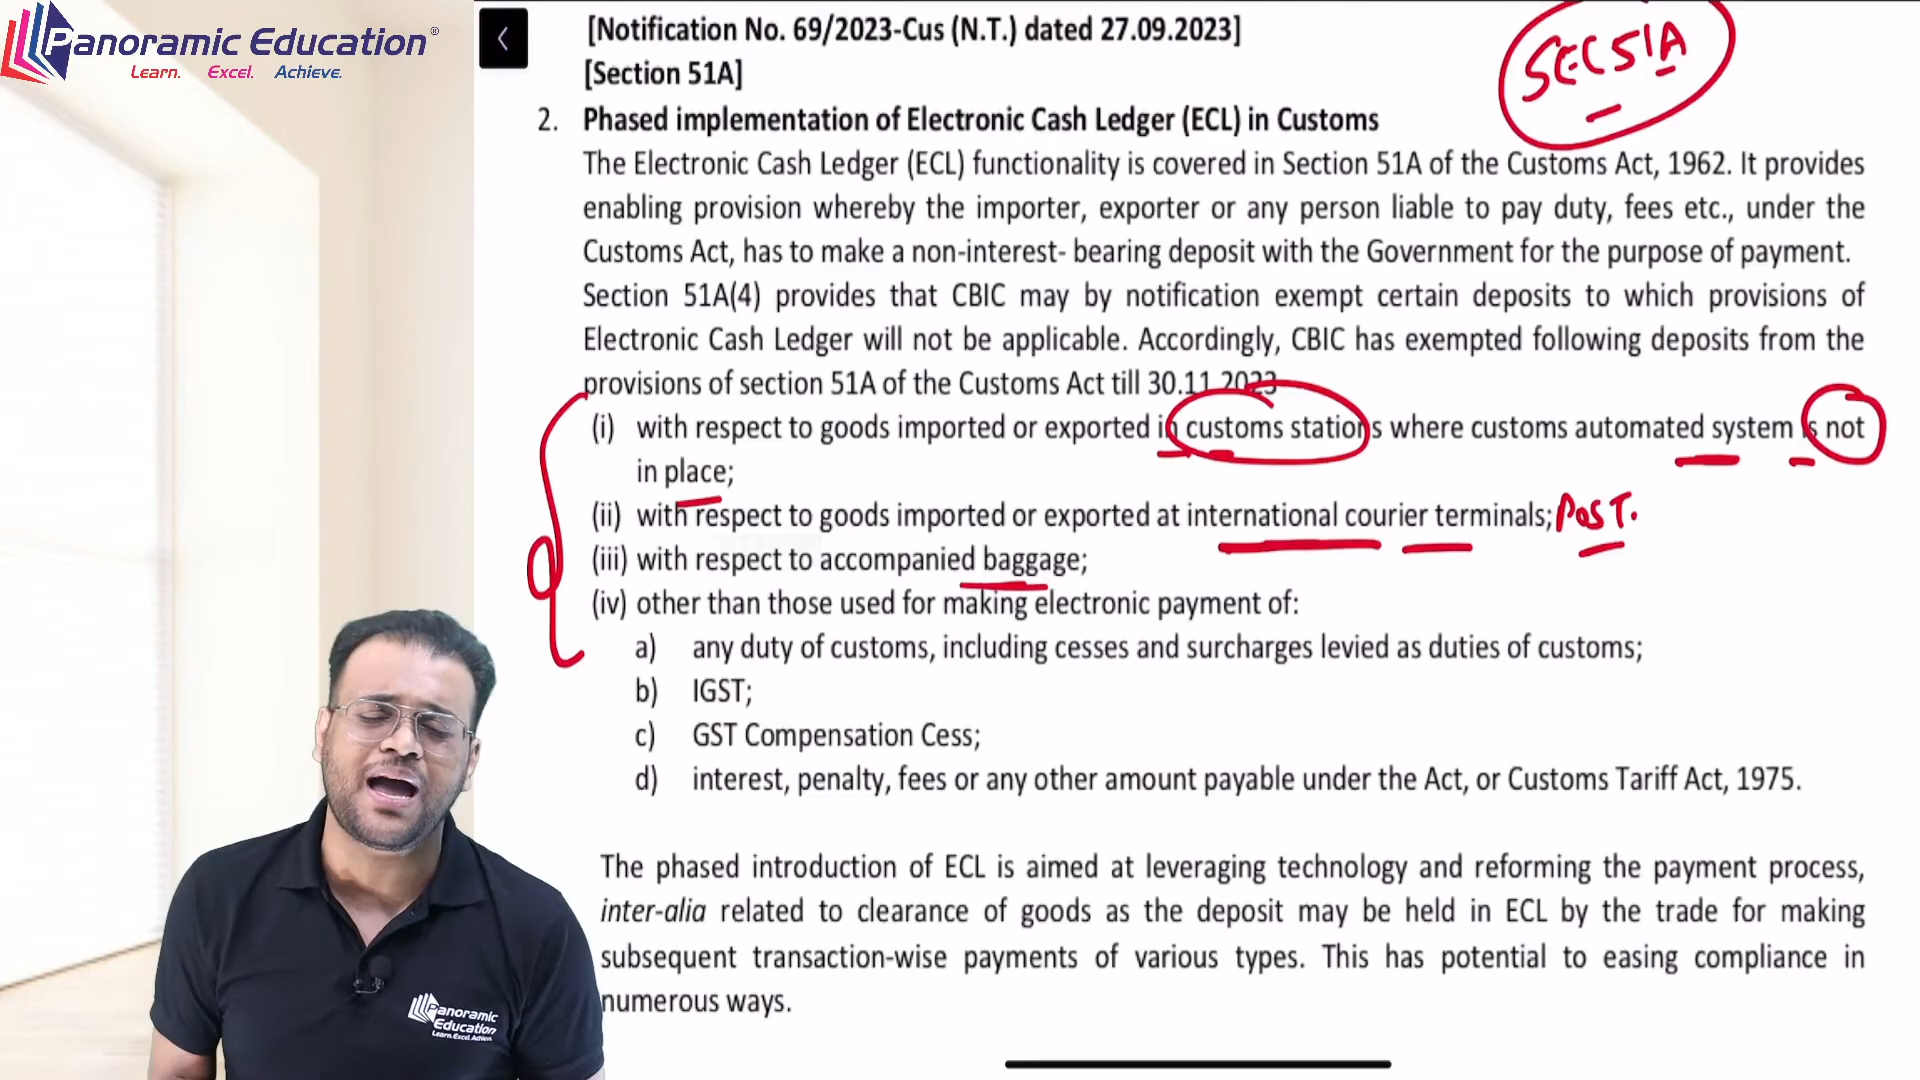 Panoramic Education®
Learn. Excel. Achieve.
[Notification No. 69/2023-Cus (N.T.) dated 27.09.2023]
[Section 51A]
SEC 51A
2. Phased implementation of Electronic Cash Ledger (ECL) in Customs
The Electronic Cash Ledger (ECL) functionality is covered in Section 51A of the Customs Act, 1962. It provides
enabling provision whereby the importer, exporter or any person liable to pay duty, fees etc., under the
Customs Act, has to make a non-interest- bearing deposit with the Government for the purpose of payment.
Section 51A(4) provides that CBIC may by notification exempt certain deposits to which provisions of
Electronic Cash Ledger will not be applicable. Accordingly, CBIC has exempted following deposits from the
provisions of section 51A of the Customs Act till 30.11.2023
(i) with respect to goods imported or exported in customs stations where customs automated system is not
in place;
(ii) with respect to goods imported or exported at international courier terminals; POST.
(iii) with respect to accompanied baggage;
(iv) other than those used for making electronic payment of:
a) any duty of customs, including cesses and surcharges levied as duties of customs;
b) IGST;
c) GST Compensation Cess;
d) interest, penalty, fees or any other amount payable under the Act, or Customs Tariff Act, 1975.
The phased introduction of ECL is aimed at leveraging technology and reforming the payment process,
inter-alia related to clearance of goods as the deposit may be held in ECL by the trade for making
subsequent transaction-wise payments of various types. This has potential to easing compliance in
numerous ways.
Panoramic
Education
Learn. Excel. Achieve.